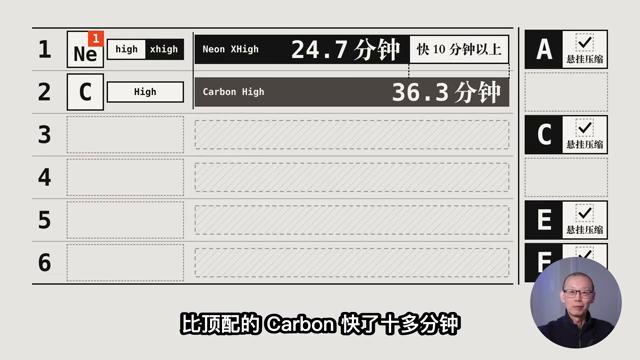 1
Ne
1
high xhigh
Neon XHigh 24.7 分钟 快 10 分钟以上
A
悬挂压缩
2
C
High
Carbon High 36.3 分钟
3
C
悬挂压缩
4
5
E
悬挂压缩
6
比顶配的 Carbon 快了十多分钟